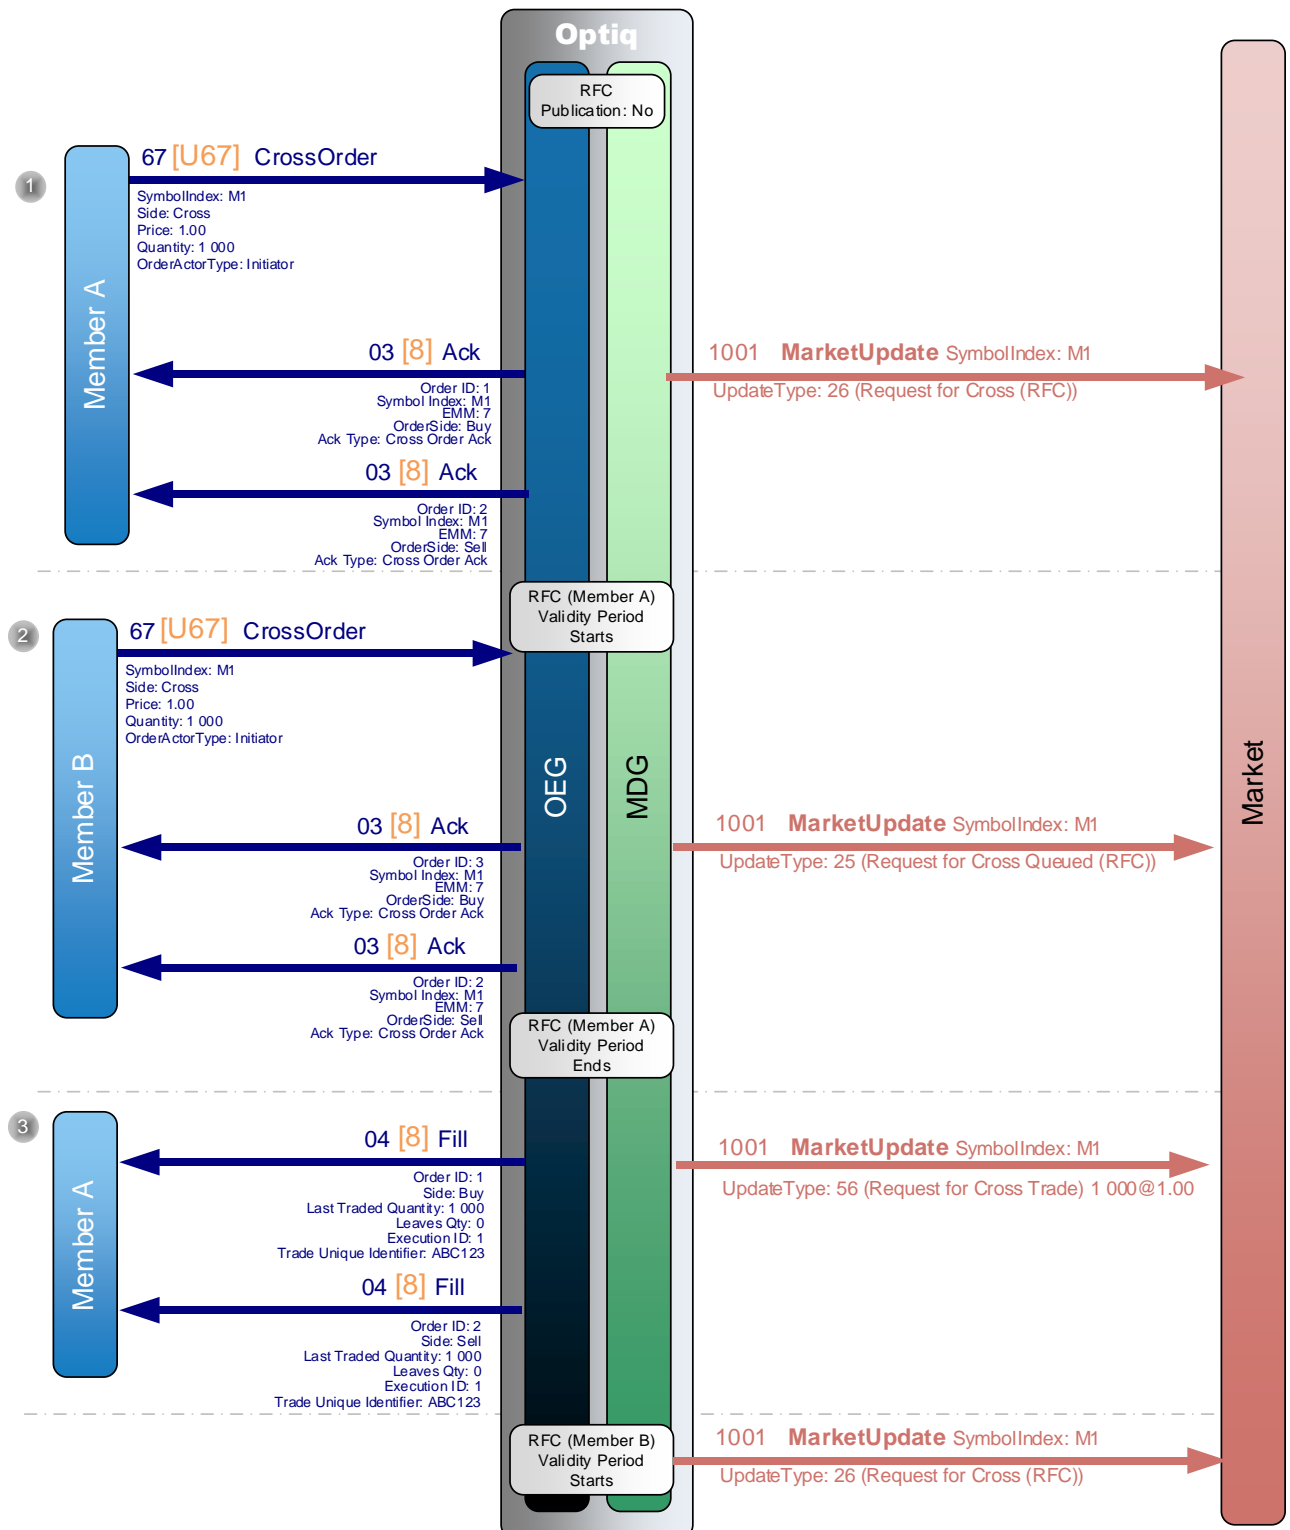 Optiq
RFC
Publication: No
1
67 [U67] CrossOrder
SymbolIndex: M1
Side: Cross
Price: 1.00
Quantity: 1 000
OrderActorType: Initiator
Member A
03 [8] Ack
Order ID: 1
Symbol Index: M1
EMM: 7
OrderSide: Buy
Ack Type: Cross Order Ack
1001 MarketUpdate SymbolIndex: M1
UpdateType: 26 (Request for Cross (RFC))
03 [8] Ack
Order ID: 2
Symbol Index: M1
EMM: 7
OrderSide: Sell
Ack Type: Cross Order Ack
RFC (Member A)
Validity Period
Starts
2
67 [U67] CrossOrder
SymbolIndex: M1
Side: Cross
Price: 1.00
Quantity: 1 000
OrderActorType: Initiator
Member B
OEG
MDG
Market
03 [8] Ack
Order ID: 3
Symbol Index: M1
EMM: 7
OrderSide: Buy
Ack Type: Cross Order Ack
1001 MarketUpdate SymbolIndex: M1
UpdateType: 25 (Request for Cross Queued (RFC))
03 [8] Ack
Order ID: 2
Symbol Index: M1
EMM: 7
OrderSide: Sell
Ack Type: Cross Order Ack
RFC (Member A)
Validity Period
Ends
3
Member A
04 [8] Fill
Order ID: 1
Side: Buy
Last Traded Quantity: 1 000
Leaves Qty: 0
Execution ID: 1
Trade Unique Identifier: ABC123
1001 MarketUpdate SymbolIndex: M1
UpdateType: 56 (Request for Cross Trade) 1 000@1.00
04 [8] Fill
Order ID: 2
Side: Sell
Last Traded Quantity: 1 000
Leaves Qty: 0
Execution ID: 1
Trade Unique Identifier: ABC123
RFC (Member B)
Validity Period
Starts
1001 MarketUpdate SymbolIndex: M1
UpdateType: 26 (Request for Cross (RFC))